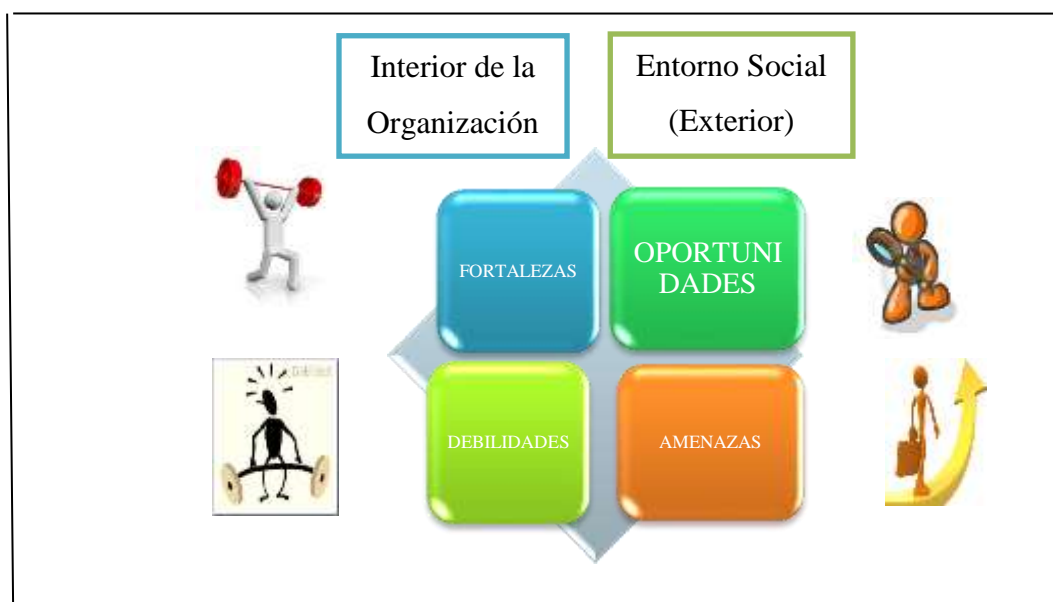 Interior de la
Organización
Entorno Social
(Exterior)
FORTALEZAS
OPORTUNI
DADES
DEBILIDADES
AMENAZAS